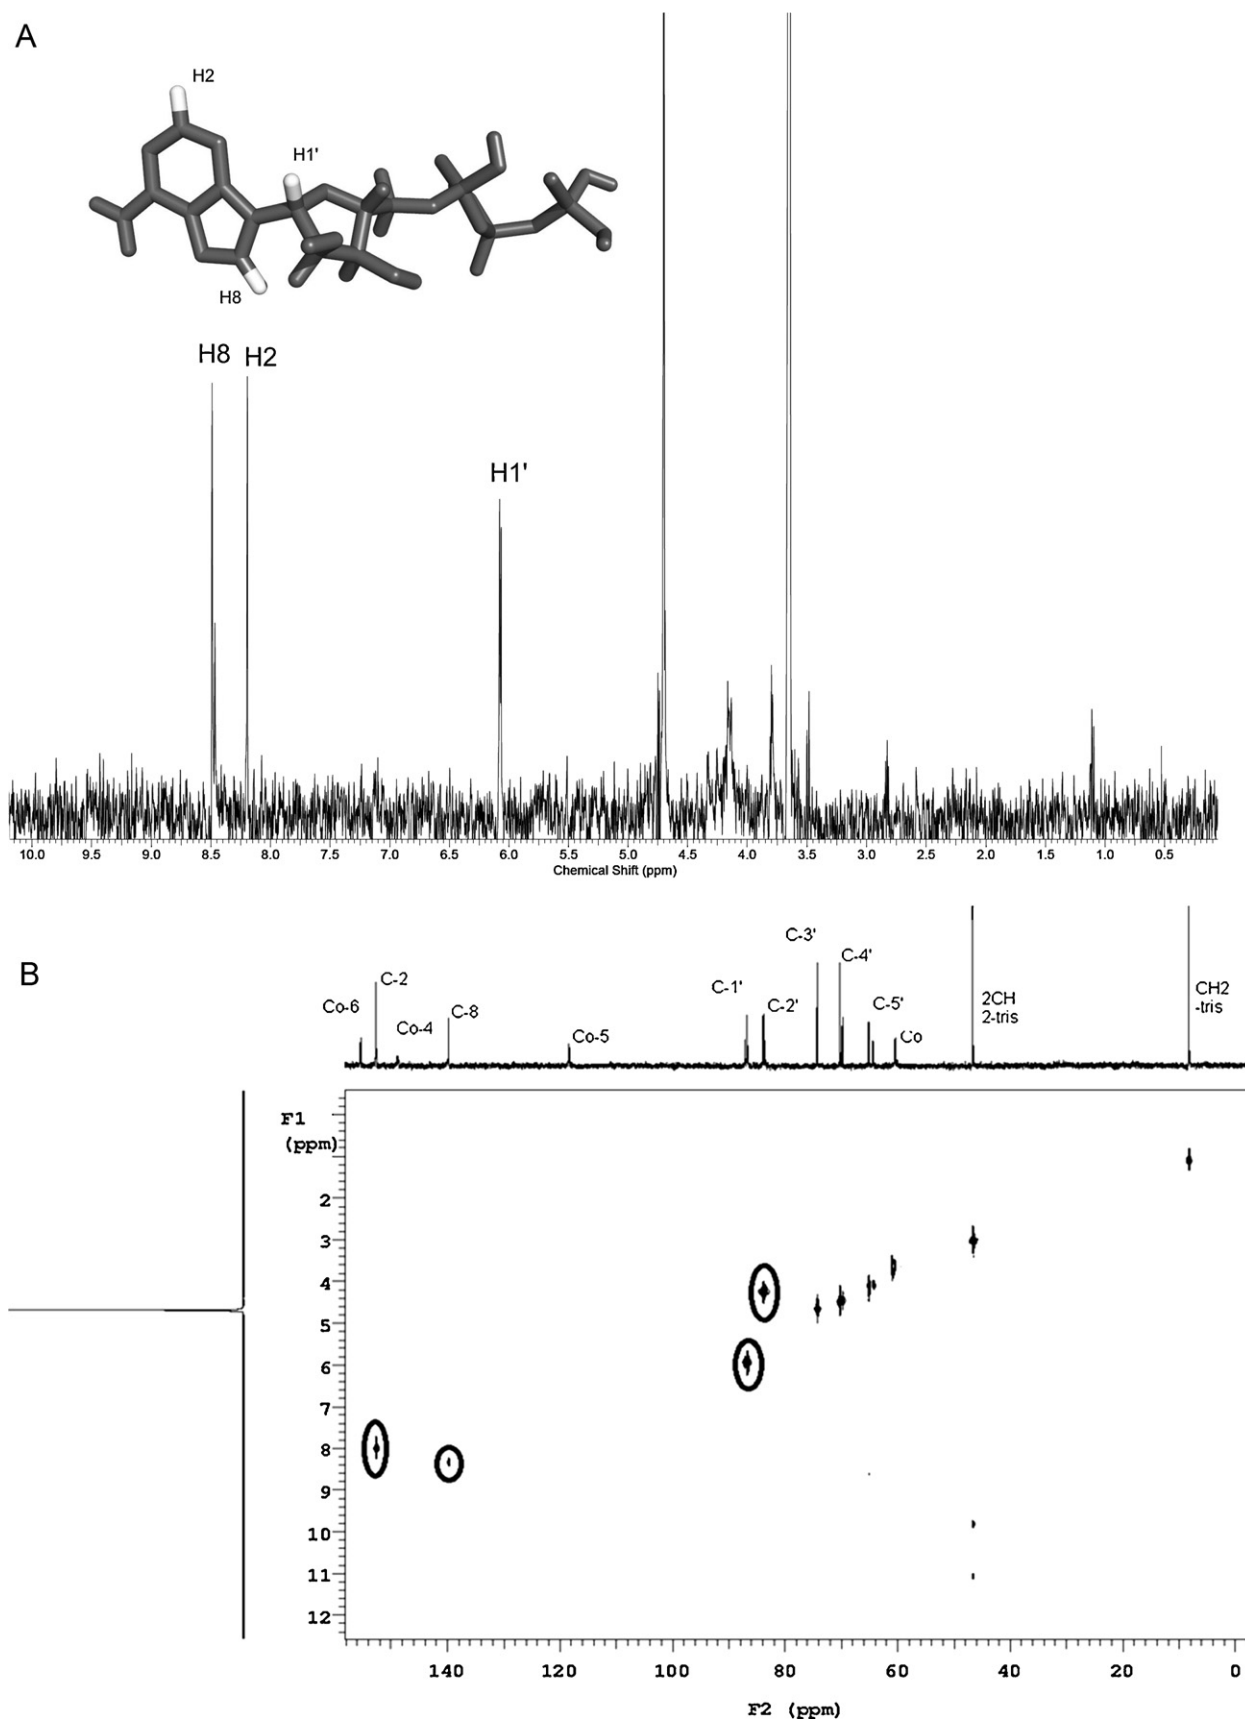 A
H2
H1'
H8
H8
H2
H1'
10.0 9.5 9.0 8.5 8.0 7.5 7.0 6.5 6.0 5.5 5.0 4.5 4.0 3.5 3.0 2.5 2.0 1.5 1.0 0.5
Chemical Shift (ppm)
B
Co-6
C-2
Co-4
C-8
Co-5
C-1'
C-2'
C-3'
C-4'
C-5'
Co
2CH
2-tris
CH2
-tris
F1
(ppm)
2
3
4
5
6
7
8
9
10
11
12
140 120 100 80 60 40 20 0
F2 (ppm)